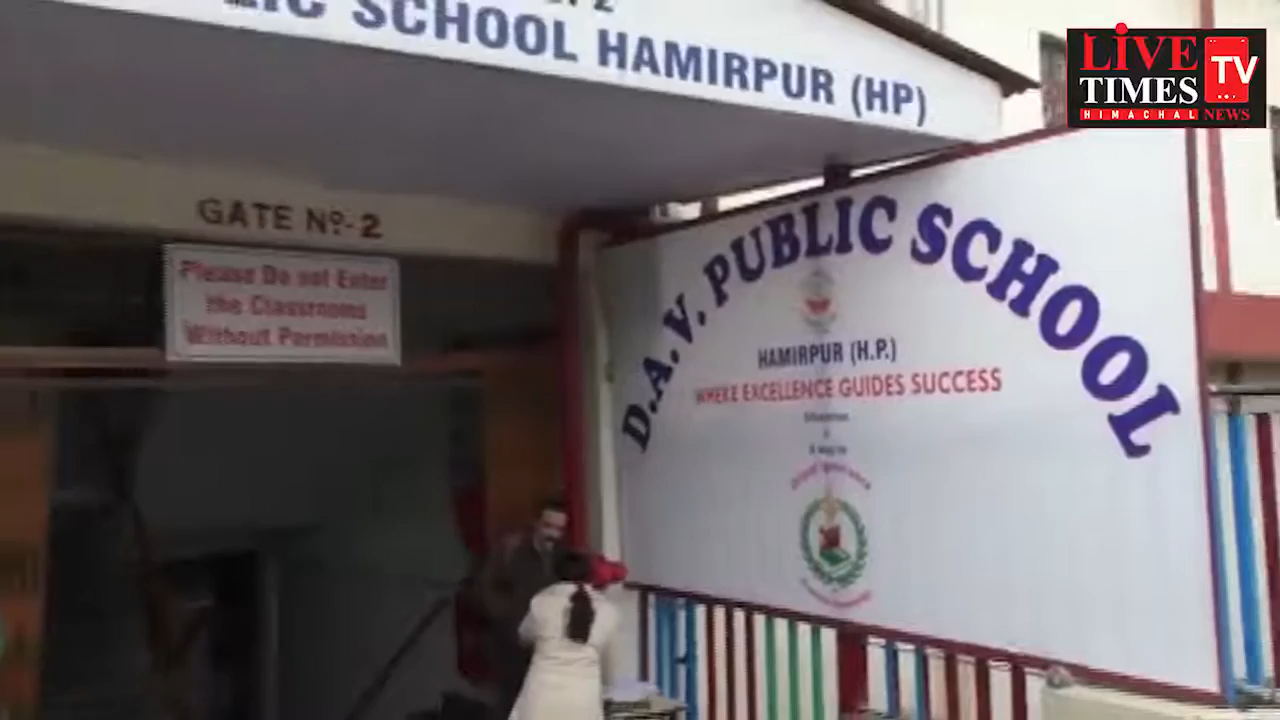 SCHOOL HAMIRPUR (HP)
GATE Nº-2
Please Do not Enter
the Classrooms
Without Permission
D.A.V. PUBLIC SCHOOL
HAMIRPUR (H.P.)
WHERE EXCELLENCE GUIDES SUCCESS
LIVE
TIMES
TV
HIMACHAL NEWS